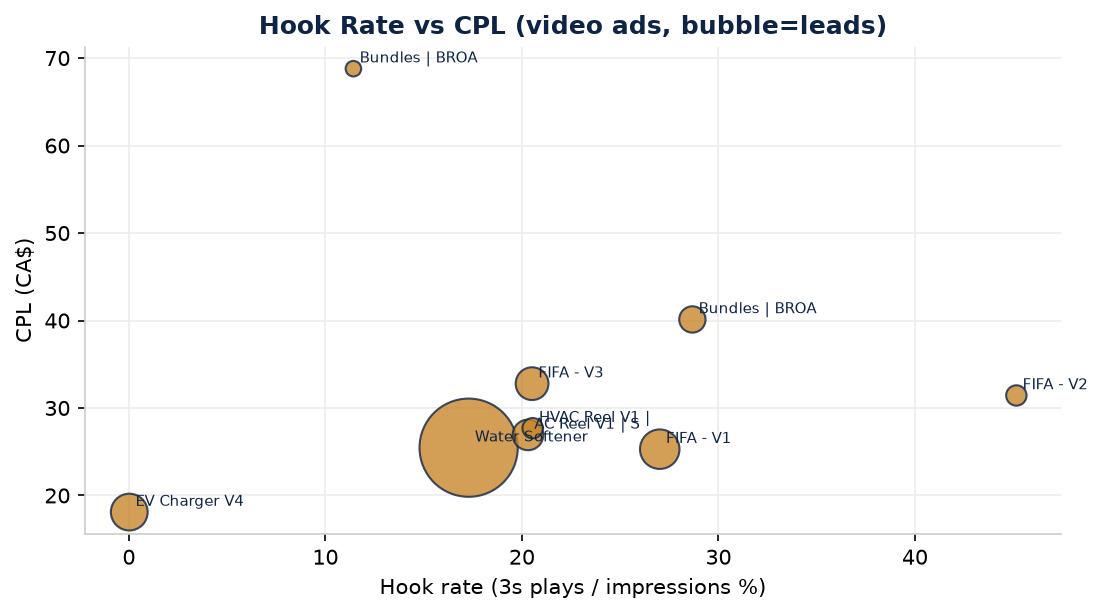 Hook Rate vs CPL (video ads, bubble=leads)
70
60
50
40
30
20
CPL (CA$)
Bundles | BROA
Bundles | BROA
FIFA - V3
FIFA - V2
HVAC Reel V1 |
AC Reel V1 | S
Water Softener
FIFA - V1
EV Charger V4
0 10 20 30 40
Hook rate (3s plays / impressions %)